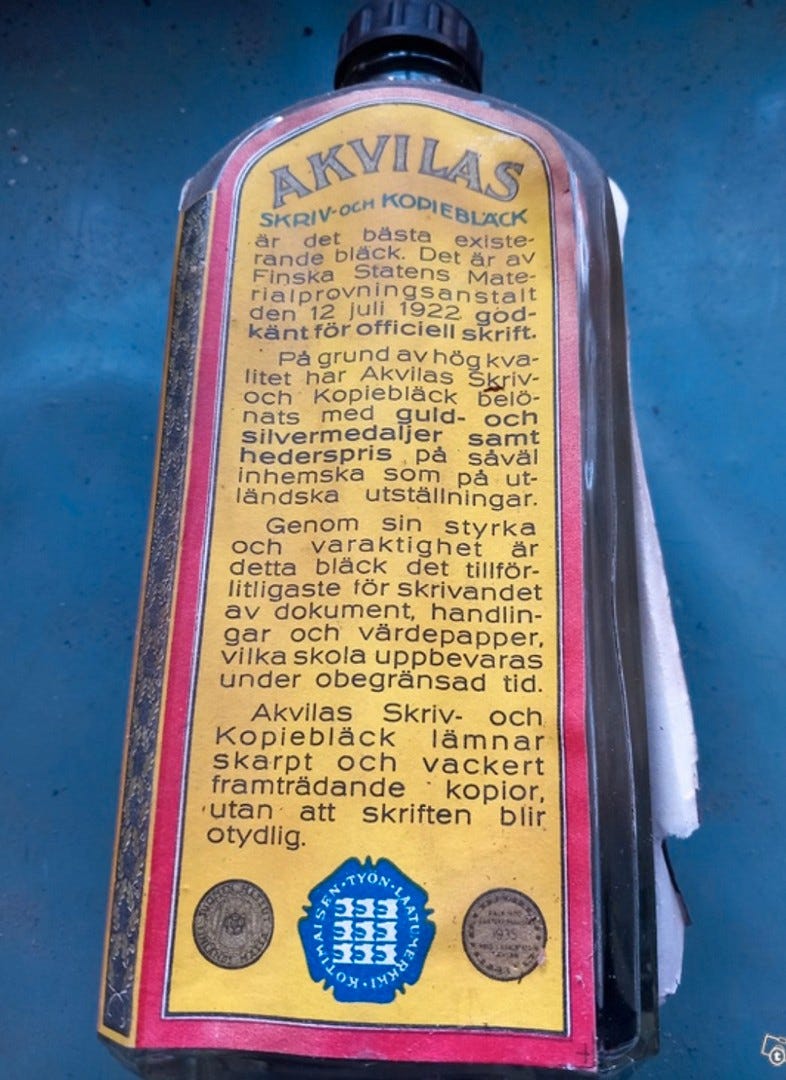 AKVILAS
SKRIV- OCH KOPIEBLÄCK
är det bästa existe-
rande bläck. Det är av
Finska Statens Mate-
rialprovningsanstalt
den 12 juli 1922 god-
känt för officiell skrift.
På grund av hög kva-
litet har Akvilas Skriv-
och Kopiebläck belö-
nats med guld- och
silvermedaljer samt
hederspris på såväl
inhemska som på ut-
ländska utställningar.
Genom sin styrka
och varaktighet är
detta bläck det tillför-
litligaste för skrivandet
av dokument, handlin-
gar och värdepapper,
vilka skola uppbevaras
under obegränsad tid.
Akvilas Skriv- och
Kopiebläck lämnar
skarpt och vackert
framträdande kopior,
utan att skriften blir
otydlig.
KOTIMAISEN·TYÖN·LAATUMERKKI·
1935